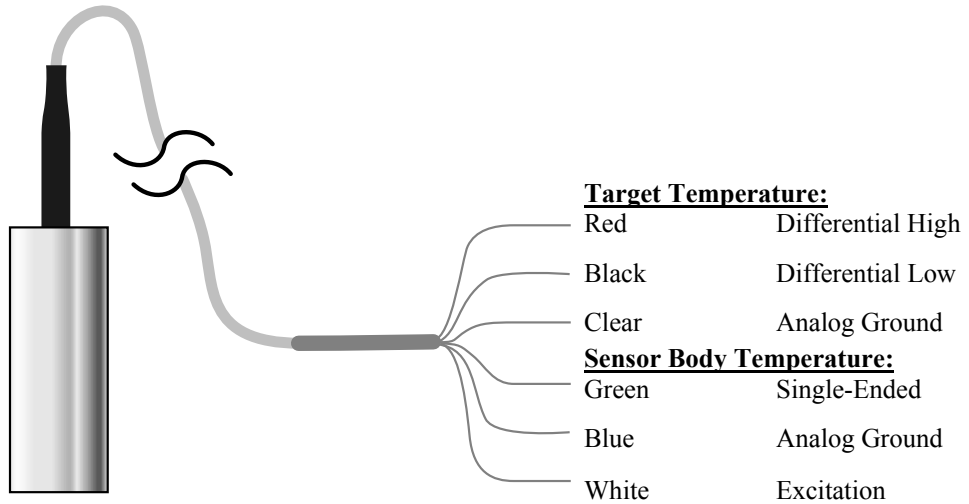 Target Temperature:
Red Differential High
Black Differential Low
Clear Analog Ground
Sensor Body Temperature:
Green Single-Ended
Blue Analog Ground
White Excitation